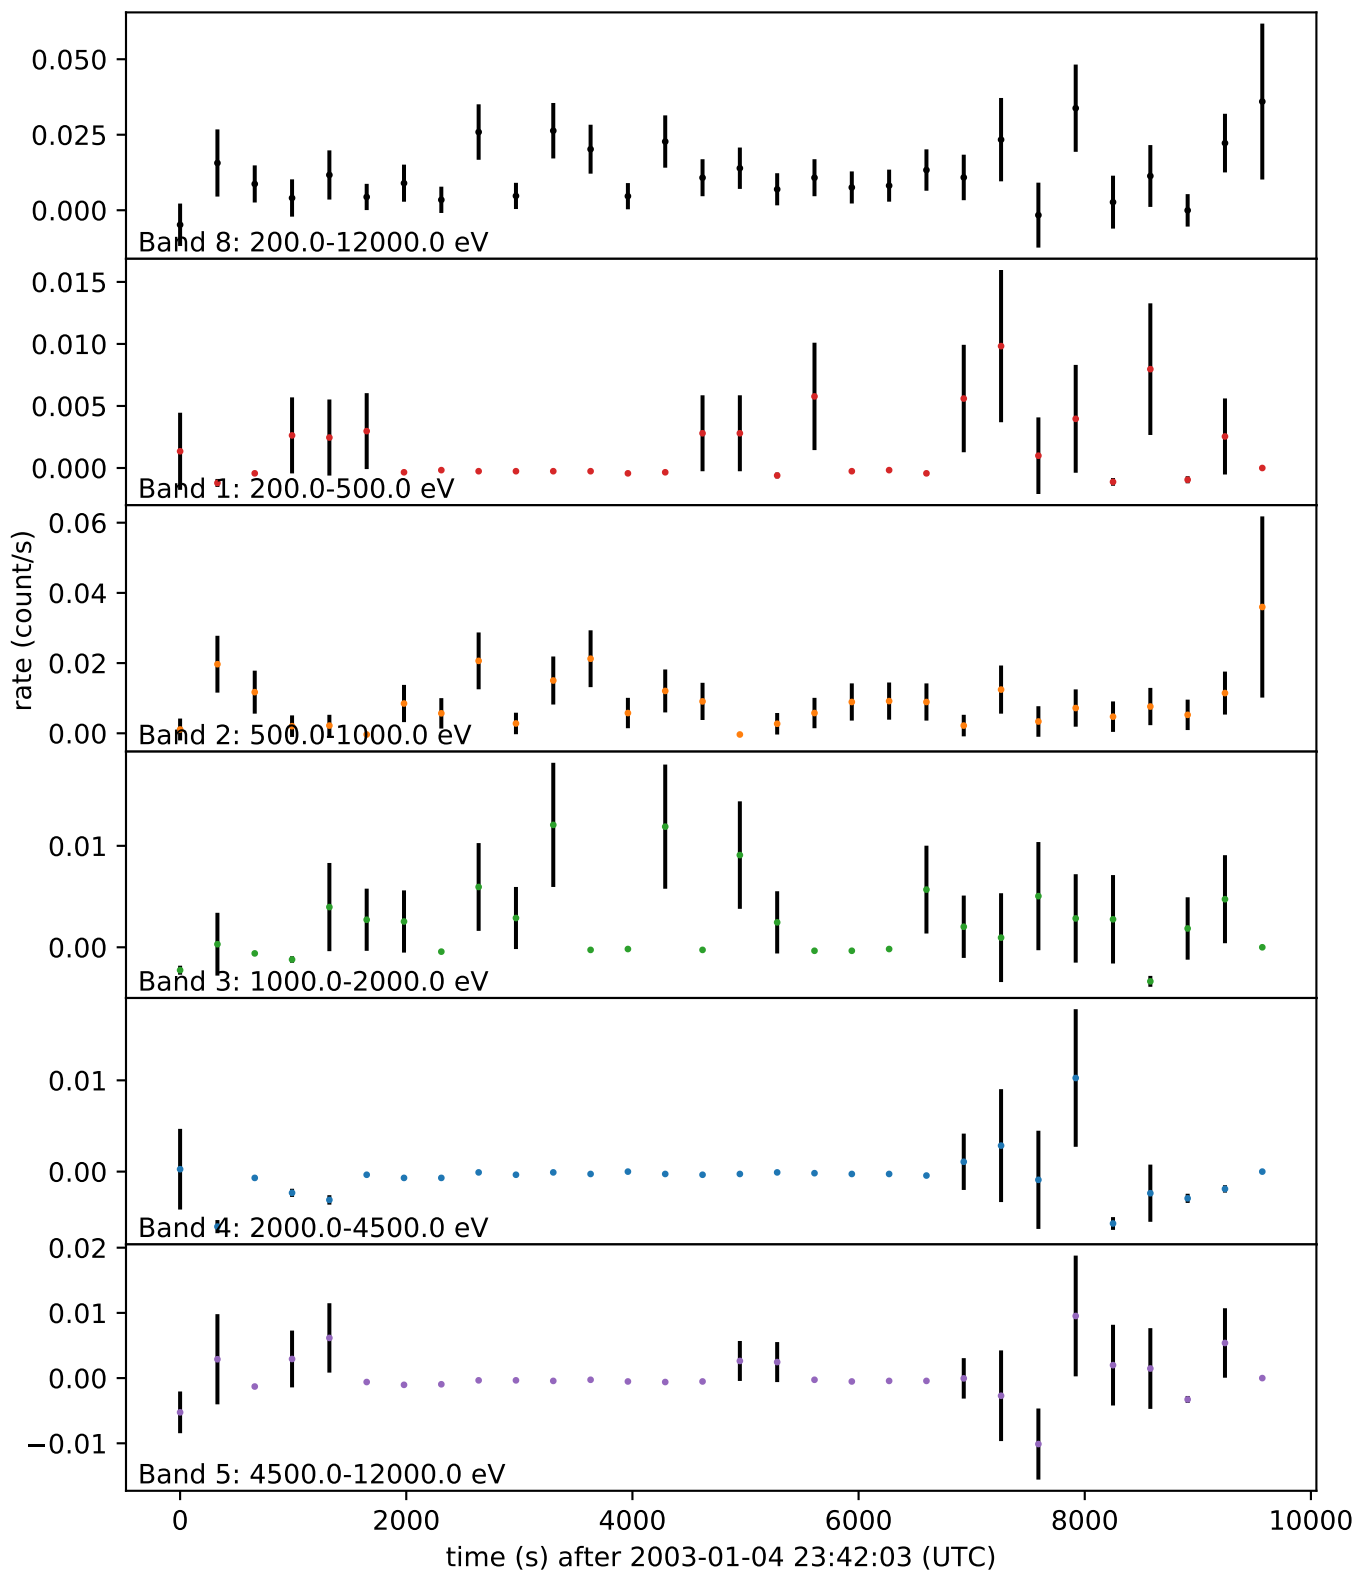 0.050
0.025
0.000
Band 8: 200.0-12000.0 eV
0.015
0.010
0.005
0.000
Band 1: 200.0-500.0 eV
rate (count/s)
0.06
0.04
0.02
0.00
Band 2: 500.0-1000.0 eV
0.01
0.00
Band 3: 1000.0-2000.0 eV
0.01
0.00
Band 4: 2000.0-4500.0 eV
0.02
0.01
0.00
−0.01
Band 5: 4500.0-12000.0 eV
0 2000 4000 6000 8000 10000
time (s) after 2003-01-04 23:42:03 (UTC)